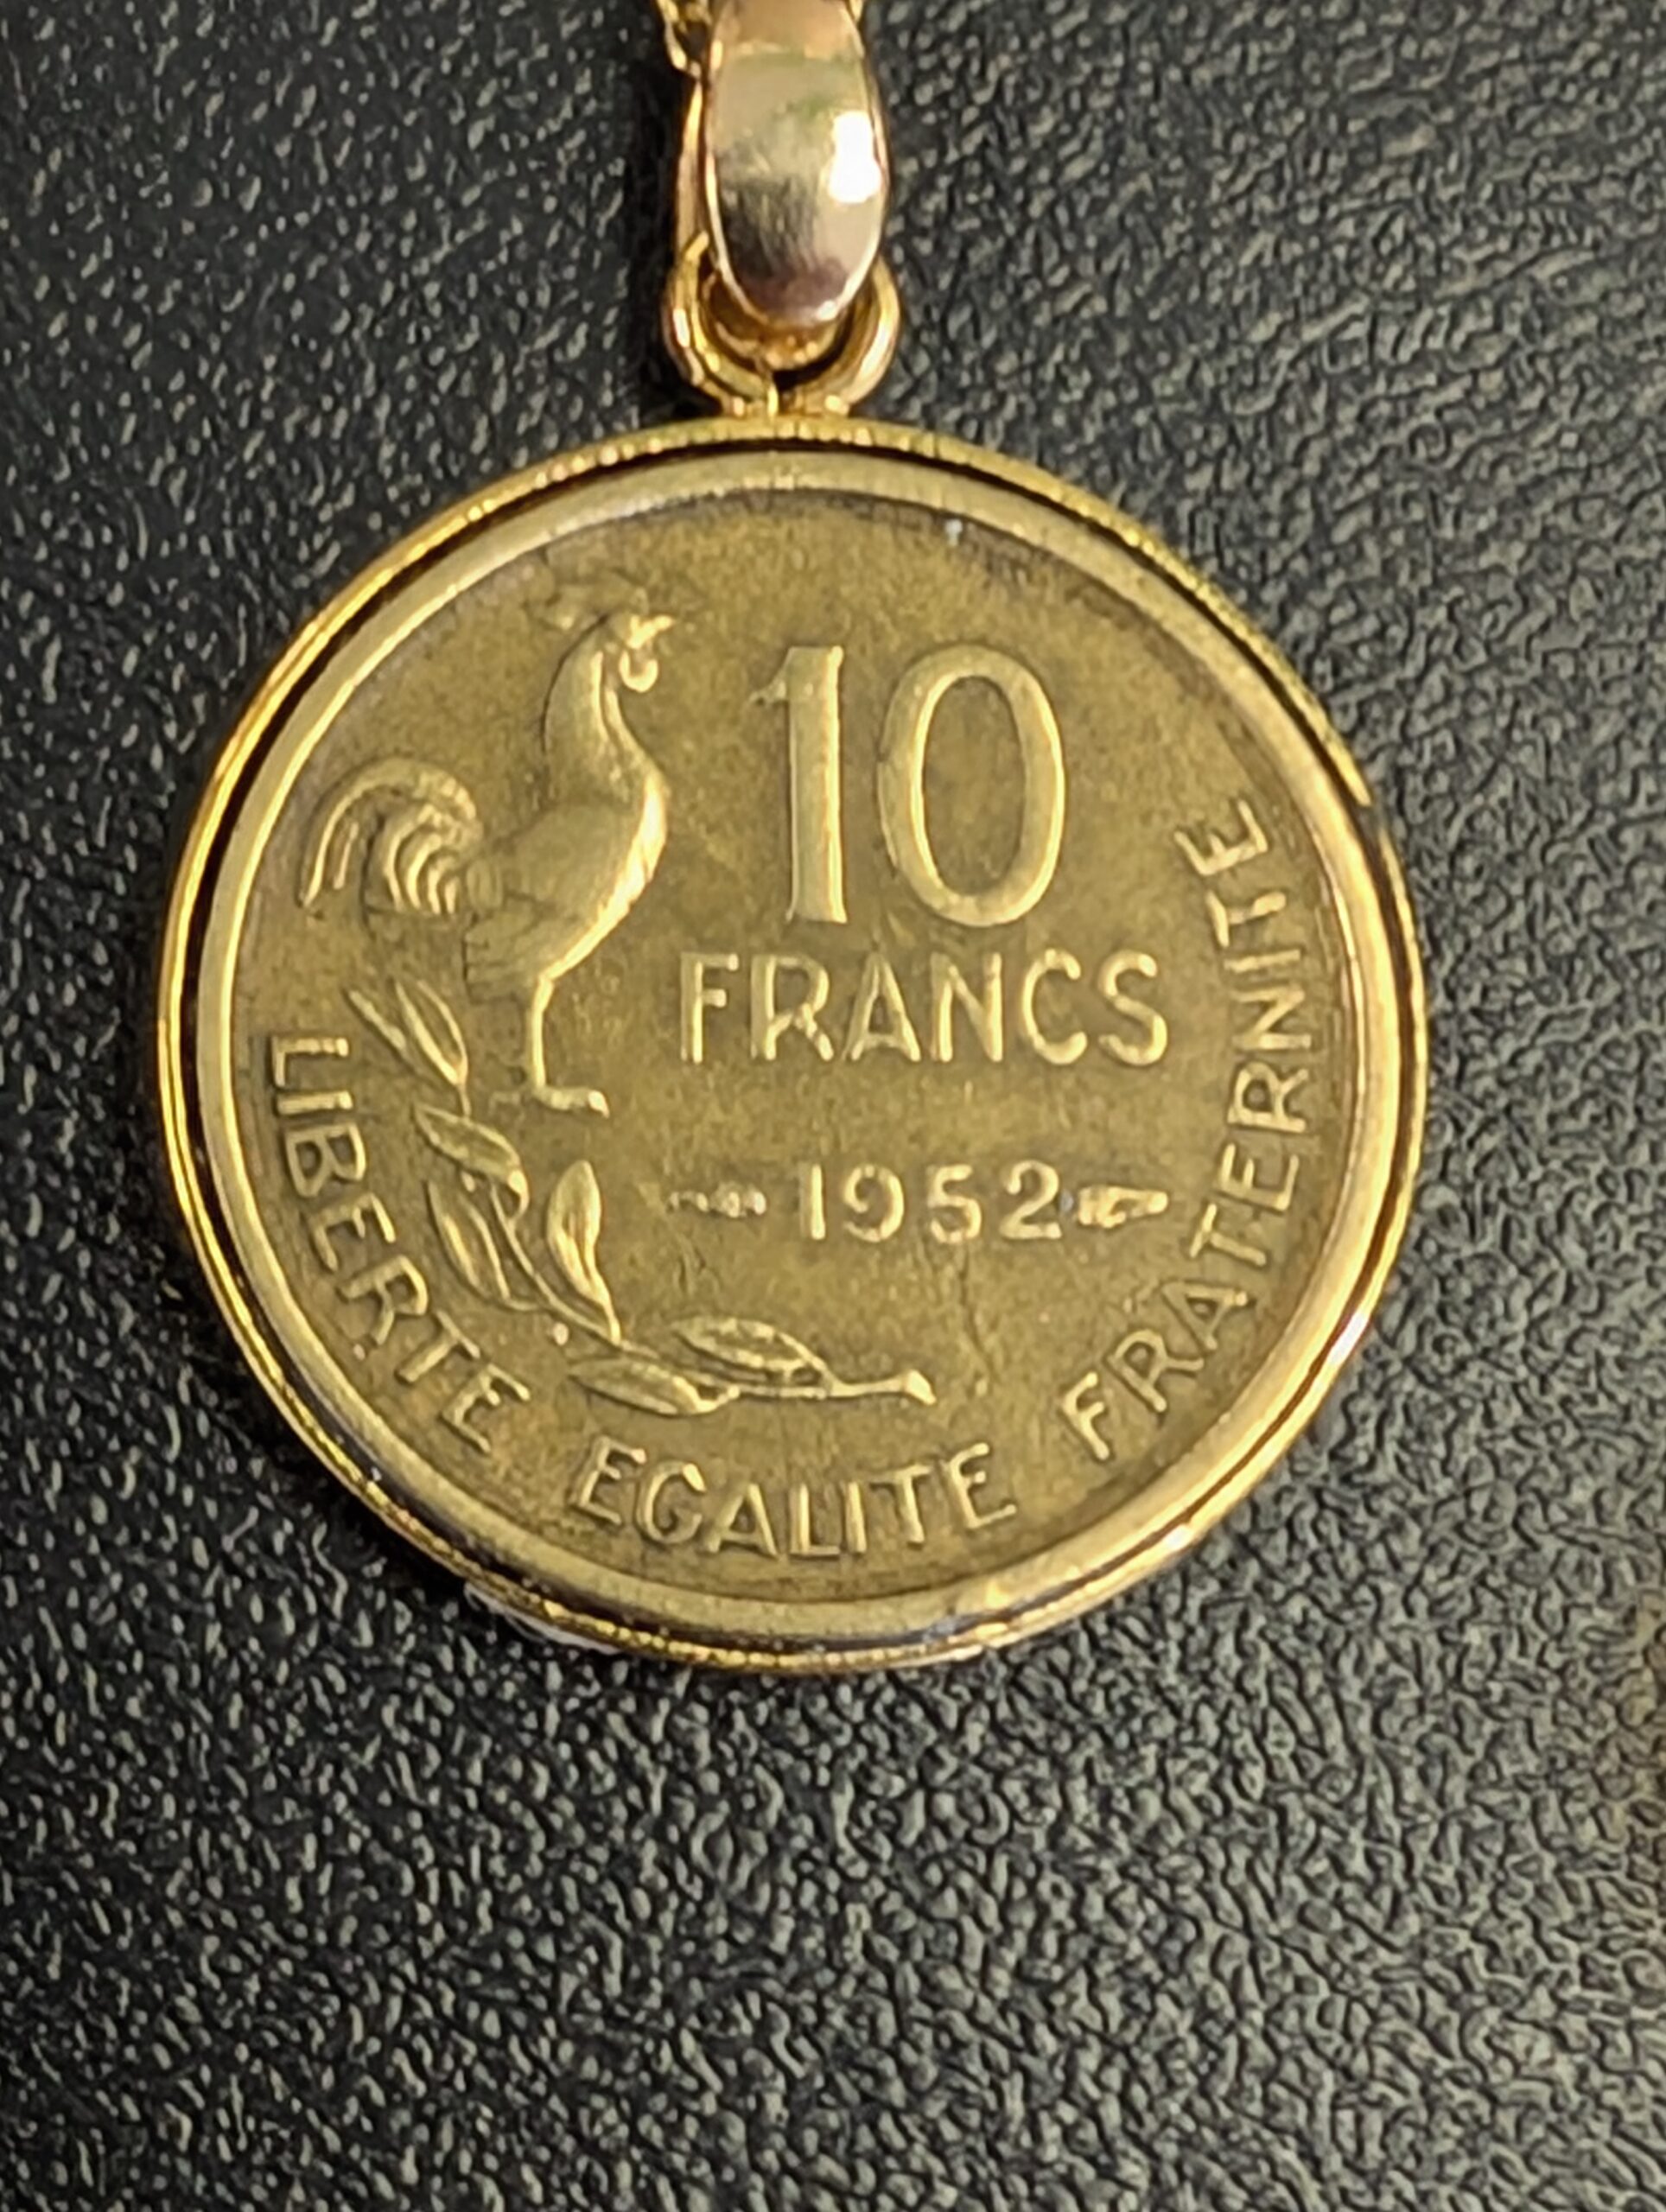 10
FRANCS
1952
LIBERTE EGALITE FRATERNITE